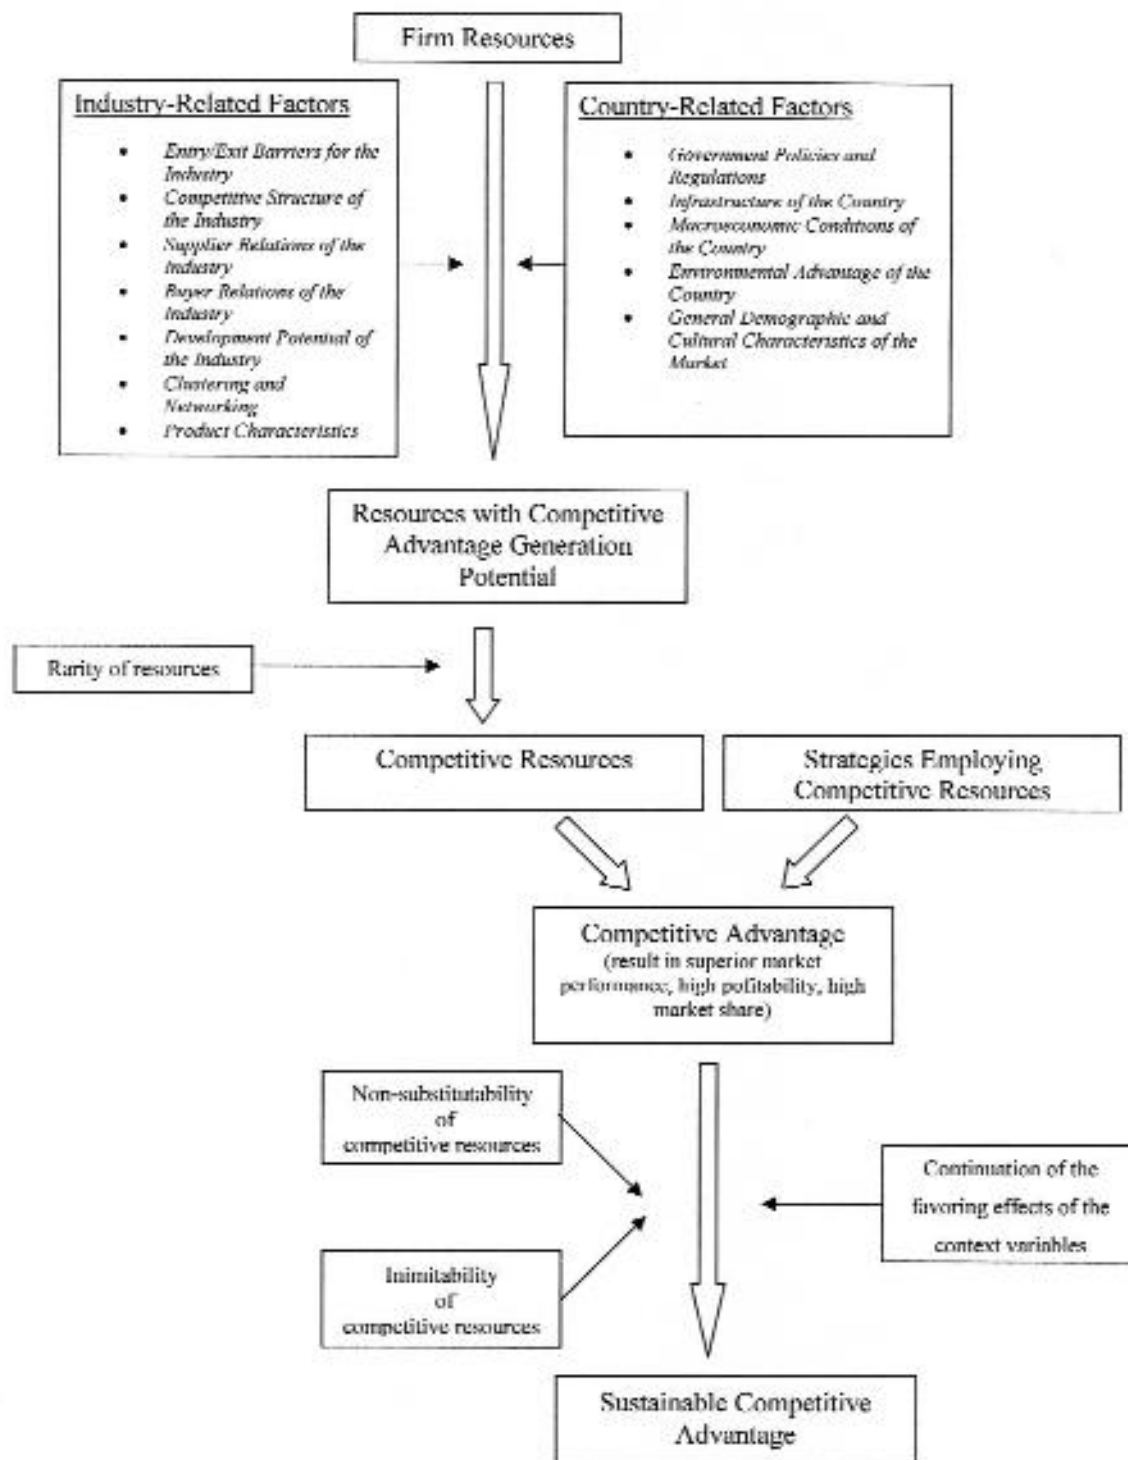 Firm Resources
Industry-Related Factors
• Entry/Exit Barriers for the
Industry
• Competitive Structure of
the Industry
• Supplier Relations of the
Industry
• Buyer Relations of the
Industry
• Development Potential of
the Industry
• Clustering and
Networking
• Product Characteristics
Country-Related Factors
• Government Policies and
Regulations
• Infrastructure of the Country
• Macroeconomic Conditions of
the Country
• Environmental Advantage of the
Country
• General Demographic and
Cultural Characteristics of the
Market
Resources with Competitive
Advantage Generation
Potential
Rarity of resources
Competitive Resources
Strategies Employing
Competitive Resources
Competitive Advantage
(result in superior market
performance, high pofitability, high
market share)
Non-substitutability
of
competitive resources
Continuation of the
favoring effects of the
context variables
Inimitability
of
competitive resources
Sustainable Competitive
Advantage